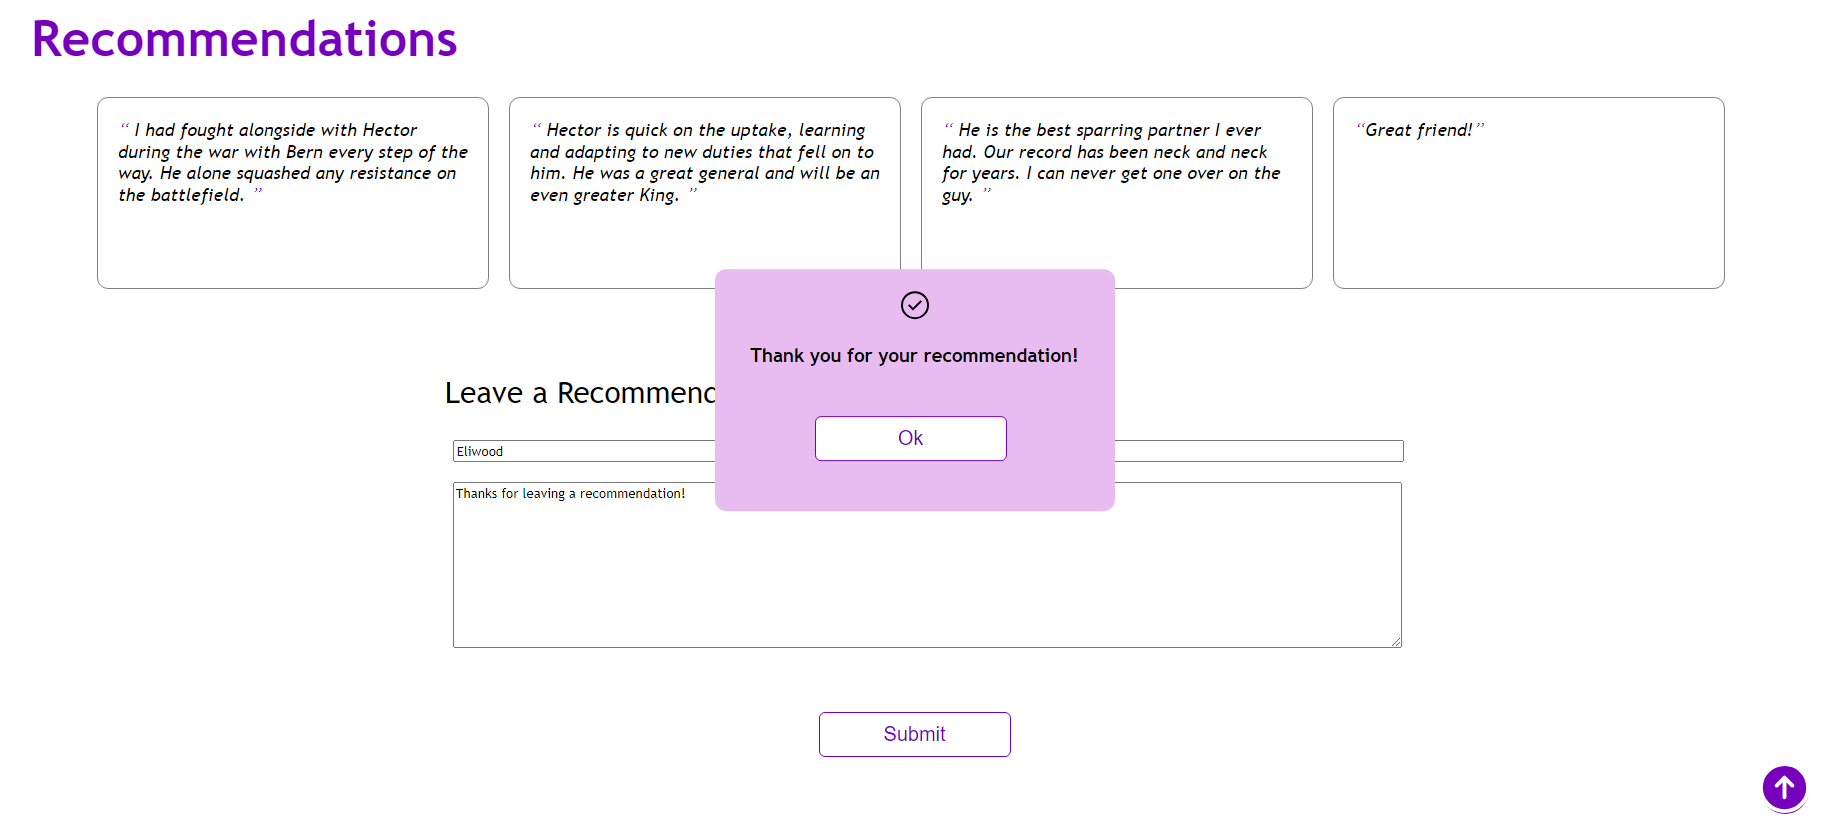 Recommendations
“ I had fought alongside with Hector
during the war with Bern every step of the
way. He alone squashed any resistance on
the battlefield. ”
“ Hector is quick on the uptake, learning
and adapting to new duties that fell on to
him. He was a great general and will be an
even greater King. ”
“ He is the best sparring partner I ever
had. Our record has been neck and neck
for years. I can never get one over on the
guy. ”
“Great friend!”
Thank you for your recommendation!
Ok
Leave a Recommend
Eliwood
Thanks for leaving a recommendation!
Submit